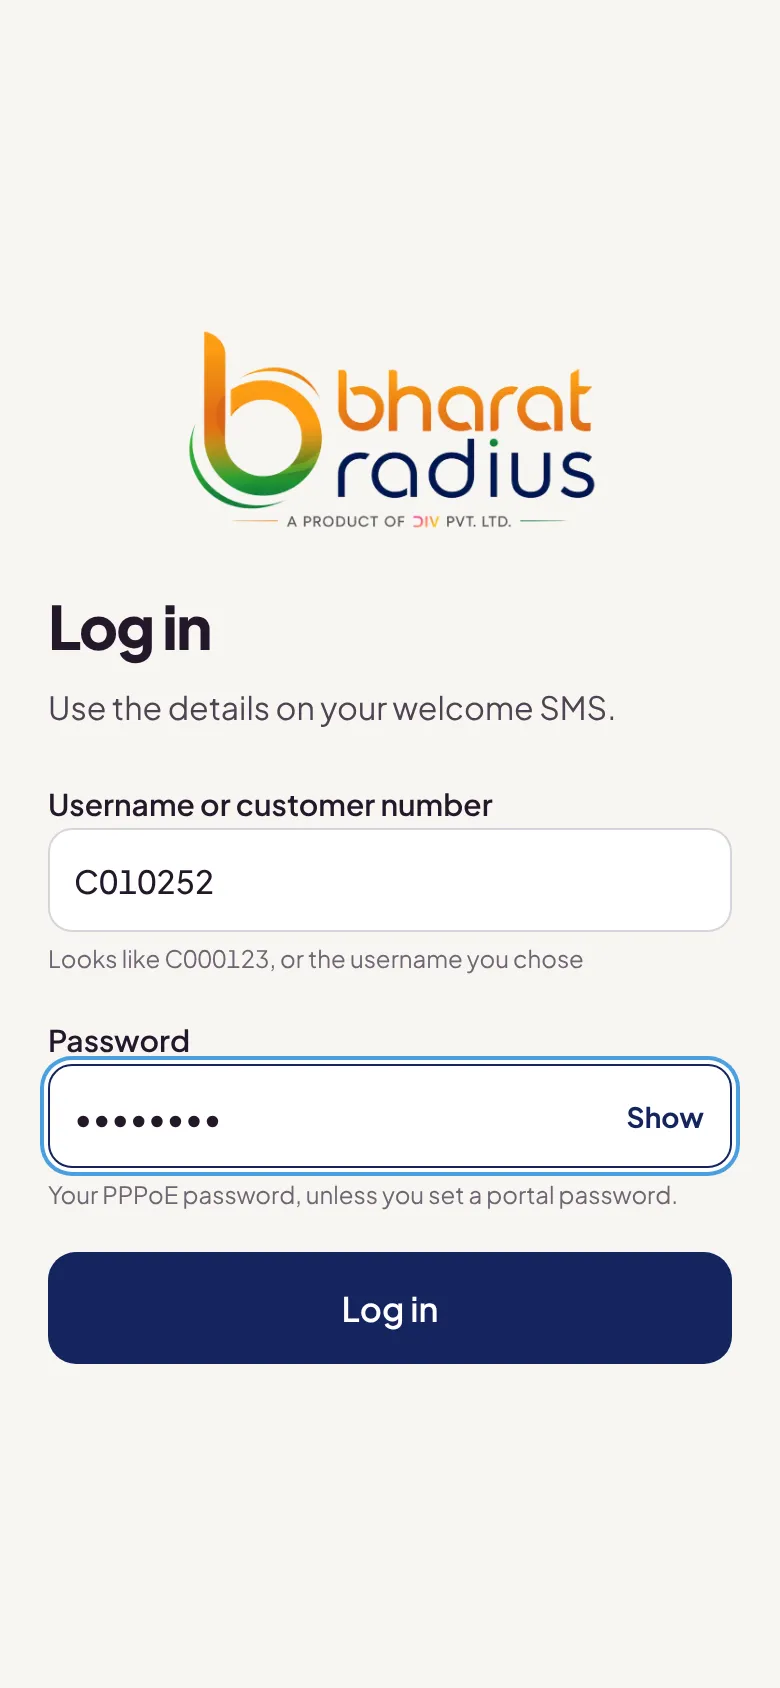 bharat
radius
A PRODUCT OF DIV PVT. LTD.
Log in
Use the details on your welcome SMS.
Username or customer number
C010252
Looks like C000123, or the username you chose
Password
••••••••
Show
Your PPPoE password, unless you set a portal password.
Log in